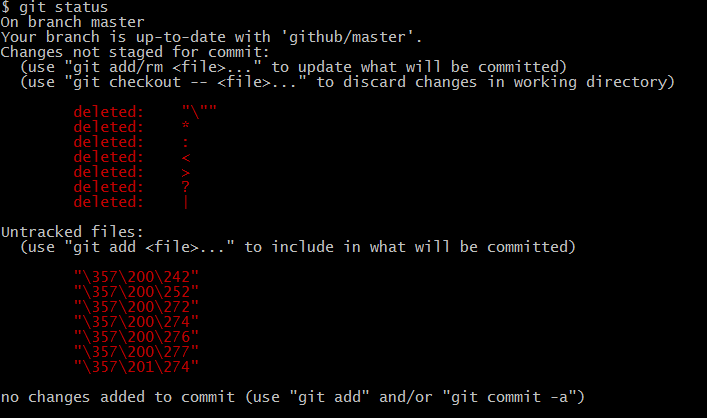 $ git status
On branch master
Your branch is up-to-date with 'github/master'.
Changes not staged for commit:
  (use "git add/rm <file>..." to update what will be committed)
  (use "git checkout -- <file>..." to discard changes in working directory)
        deleted:    "\""
        deleted:    *
        deleted:    :
        deleted:    <
        deleted:    >
        deleted:    ?
        deleted:    |
Untracked files:
  (use "git add <file>..." to include in what will be committed)
        "\357\200\242"
        "\357\200\252"
        "\357\200\272"
        "\357\200\274"
        "\357\200\276"
        "\357\200\277"
        "\357\201\274"
no changes added to commit (use "git add" and/or "git commit -a")